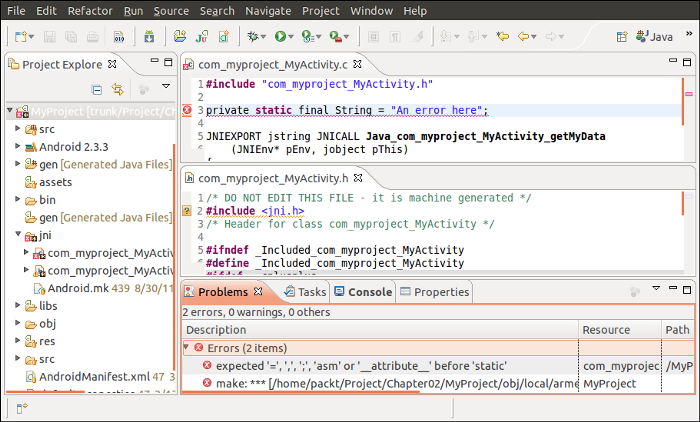 File Edit Refactor Run Source Search Navigate Project Window Help
Java
Project Explore
MyProject [trunk/Project/C
src
Android 2.3.3
gen [Generated Java Files]
assets
bin
gen [Generated Java Files]
jni
com_myproject_MyActiv
com_myproject_MyActiv
Android.mk 439 8/30/11
libs
obj
res
src
AndroidManifest.xml 47 3
com_myproject_MyActivity.c
1 #include "com_myproject_MyActivity.h"
2
3 private static final String = "An error here";
4
5 JNIEXPORT jstring JNICALL Java_com_myproject_MyActivity_getMyData
6 (JNIEnv* pEnv, jobject pThis)
com_myproject_MyActivity.h
1 /* DO NOT EDIT THIS FILE - it is machine generated */
2 #include <jni.h>
3 /* Header for class com_myproject_MyActivity */
4
5 #ifndef _Included_com_myproject_MyActivity
6 #define _Included_com_myproject_MyActivity
Problems Tasks Console Properties
2 errors, 0 warnings, 0 others
Description Resource Path
Errors (2 items)
expected '=', ',', ';', 'asm' or '__attribute__' before 'static' com_myprojec /MyP
make: *** [/home/packt/Project/Chapter02/MyProject/obj/local/arme MyProject